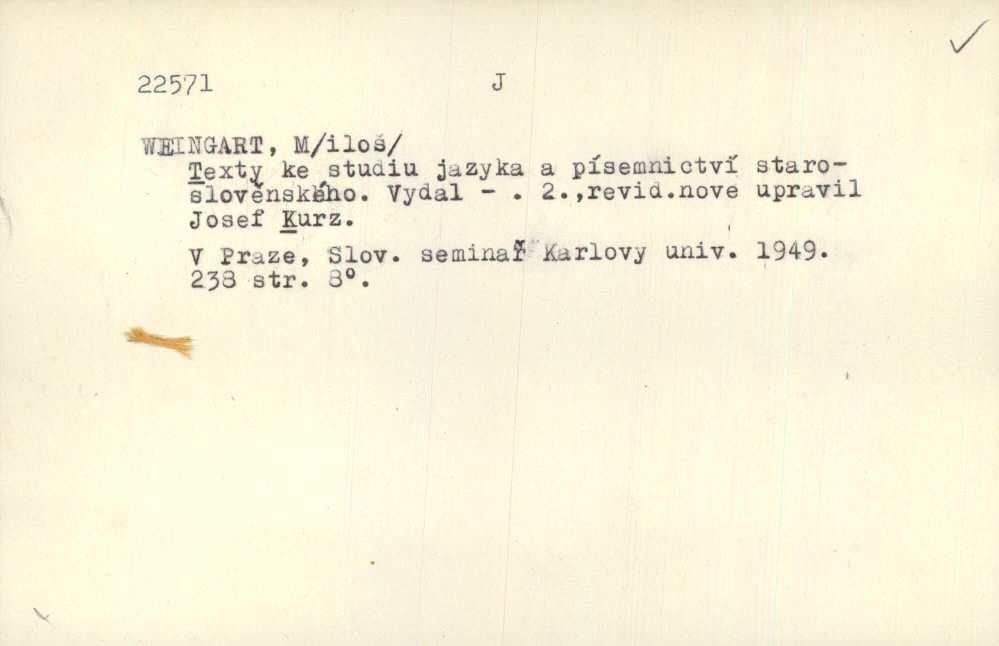 22571 J
WEINGART, M/iloš/
Texty ke studiu jazyka a písemnictví staro-
slověnského. Vydal - . 2.,revid.nove upravil
Josef Kurz.
V Praze, Slov. seminař Karlovy univ. 1949.
238 str. 8°.